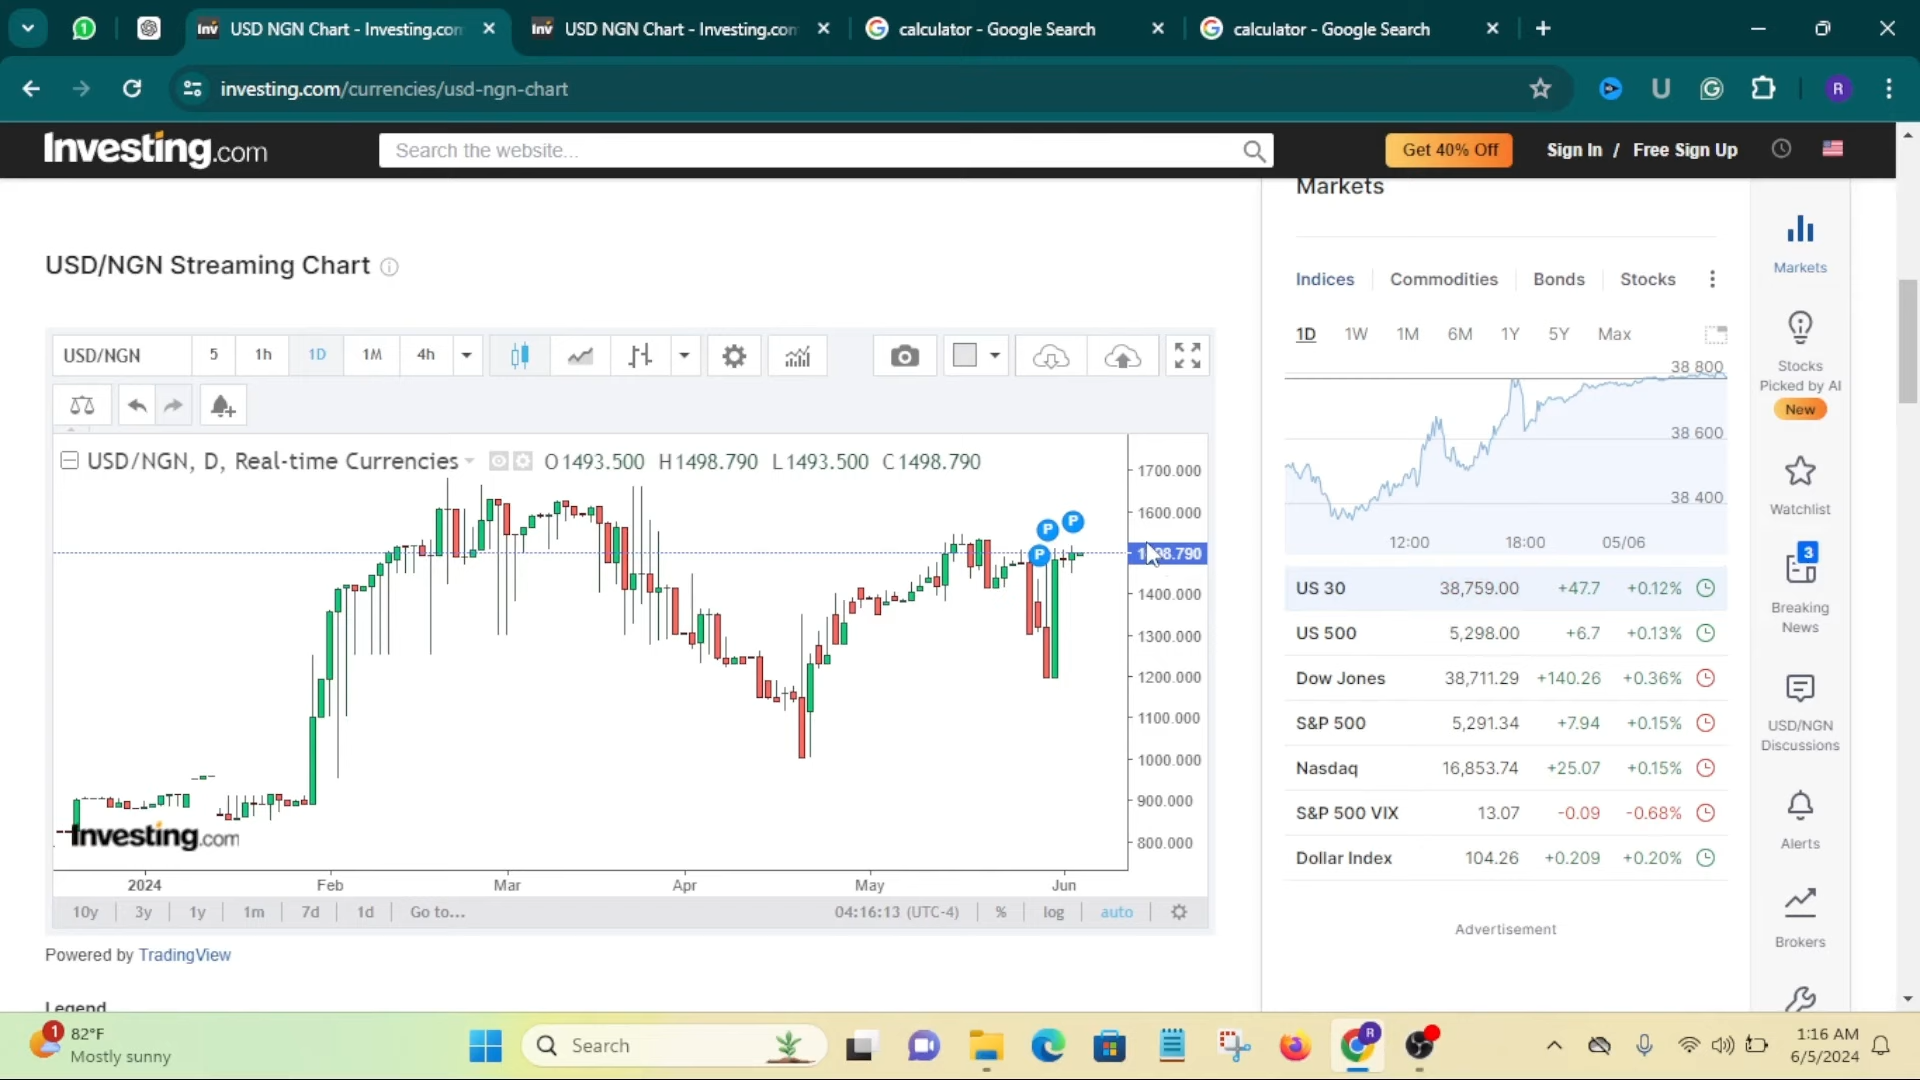 1
USD NGN Chart - Investing.com
USD NGN Chart - Investing.com
calculator - Google Search
calculator - Google Search
investing.com/currencies/usd-ngn-chart
U
G
R
Investing.com
Search the website...
Get 40% Off
Sign In / Free Sign Up
USD/NGN Streaming Chart
USD/NGN
5
1h
1D
1M
4h
USD/NGN, D, Real-time Currencies
O1493.500 H1498.790 L1493.500 C1498.790
1700.000
1600.000
1400.000
1300.000
1200.000
1100.000
1000.000
900.000
800.000
P
P
P
Investing.com
2024
Feb
Mar
Apr
May
Jun
10y
3y
1y
1m
7d
1d
Go to...
04:16:13 (UTC-4)
%
log
auto
Powered by TradingView
Legend
Markets
Indices
Commodities
Bonds
Stocks
1D
1W
1M
6M
1Y
5Y
Max
38 800
38 600
38 400
12:00
18:00
05/06
US 30 38,759.00 +47.7 +0.12%
US 500 5,298.00 +6.7 +0.13%
Dow Jones 38,711.29 +140.26 +0.36%
S&P 500 5,291.34 +7.94 +0.15%
Nasdaq 16,853.74 +25.07 +0.15%
S&P 500 VIX 13.07 -0.09 -0.68%
Dollar Index 104.26 +0.209 +0.20%
Advertisement
Markets
Stocks
Picked by AI
New
Watchlist
3
Breaking
News
USD/NGN
Discussions
Alerts
Brokers
1
82°F
Mostly sunny
Search
R
1:16 AM
6/5/2024